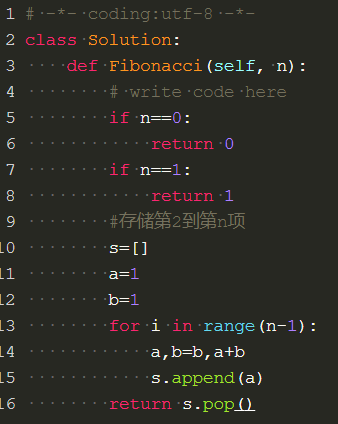 1 # -*- coding:utf-8 -*-
2 class Solution:
3     def Fibonacci(self, n):
4         # write code here
5         if n==0:
6             return 0
7         if n==1:
8             return 1
9         #存储第2到第n项
10         s=[]
11         a=1
12         b=1
13         for i in range(n-1):
14             a,b=b,a+b
15             s.append(a)
16         return s.pop()